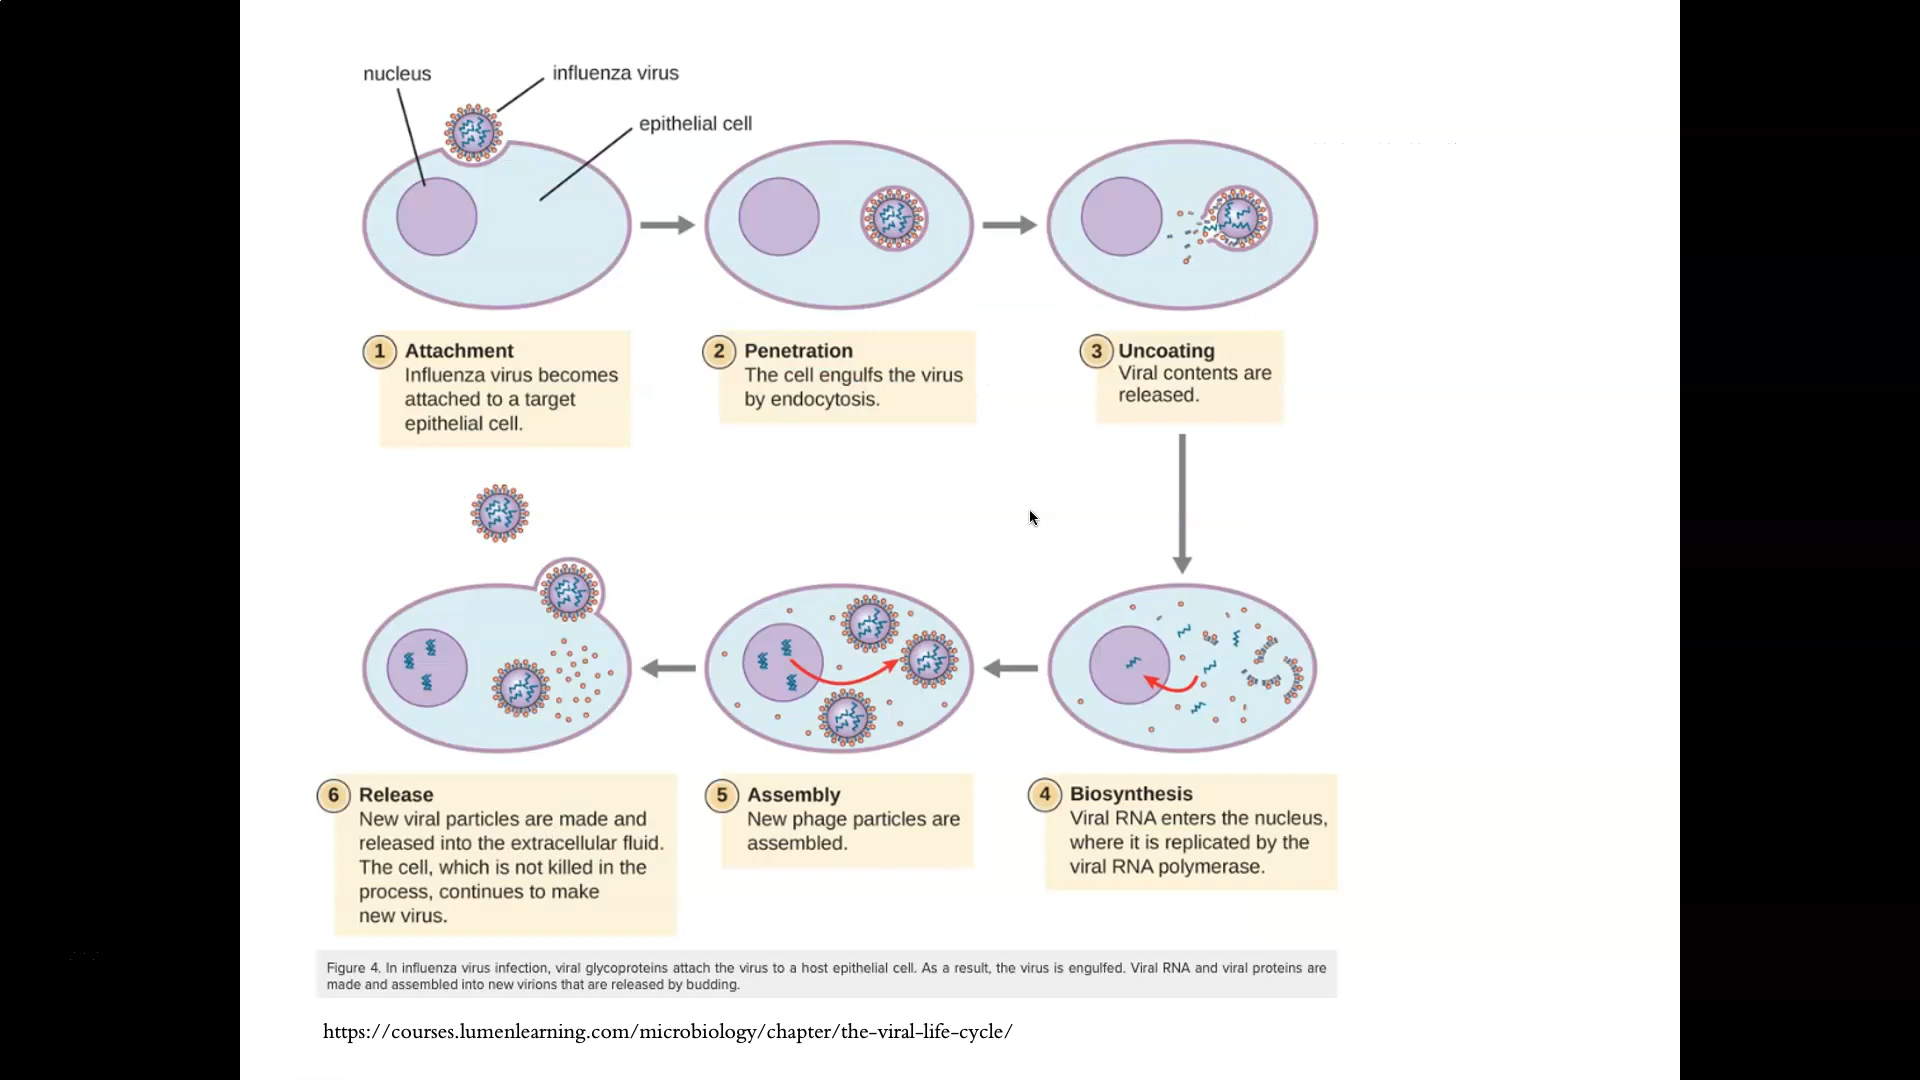 nucleus
influenza virus
epithelial cell
1 Attachment
Influenza virus becomes
attached to a target
epithelial cell.
2 Penetration
The cell engulfs the virus
by endocytosis.
3 Uncoating
Viral contents are
released.
6 Release
New viral particles are made and
released into the extracellular fluid.
The cell, which is not killed in the
process, continues to make
new virus.
5 Assembly
New phage particles are
assembled.
4 Biosynthesis
Viral RNA enters the nucleus,
where it is replicated by the
viral RNA polymerase.
Figure 4. In influenza virus infection, viral glycoproteins attach the virus to a host epithelial cell. As a result, the virus is engulfed. Viral RNA and viral proteins are
made and assembled into new virions that are released by budding.
https://courses.lumenlearning.com/microbiology/chapter/the-viral-life-cycle/